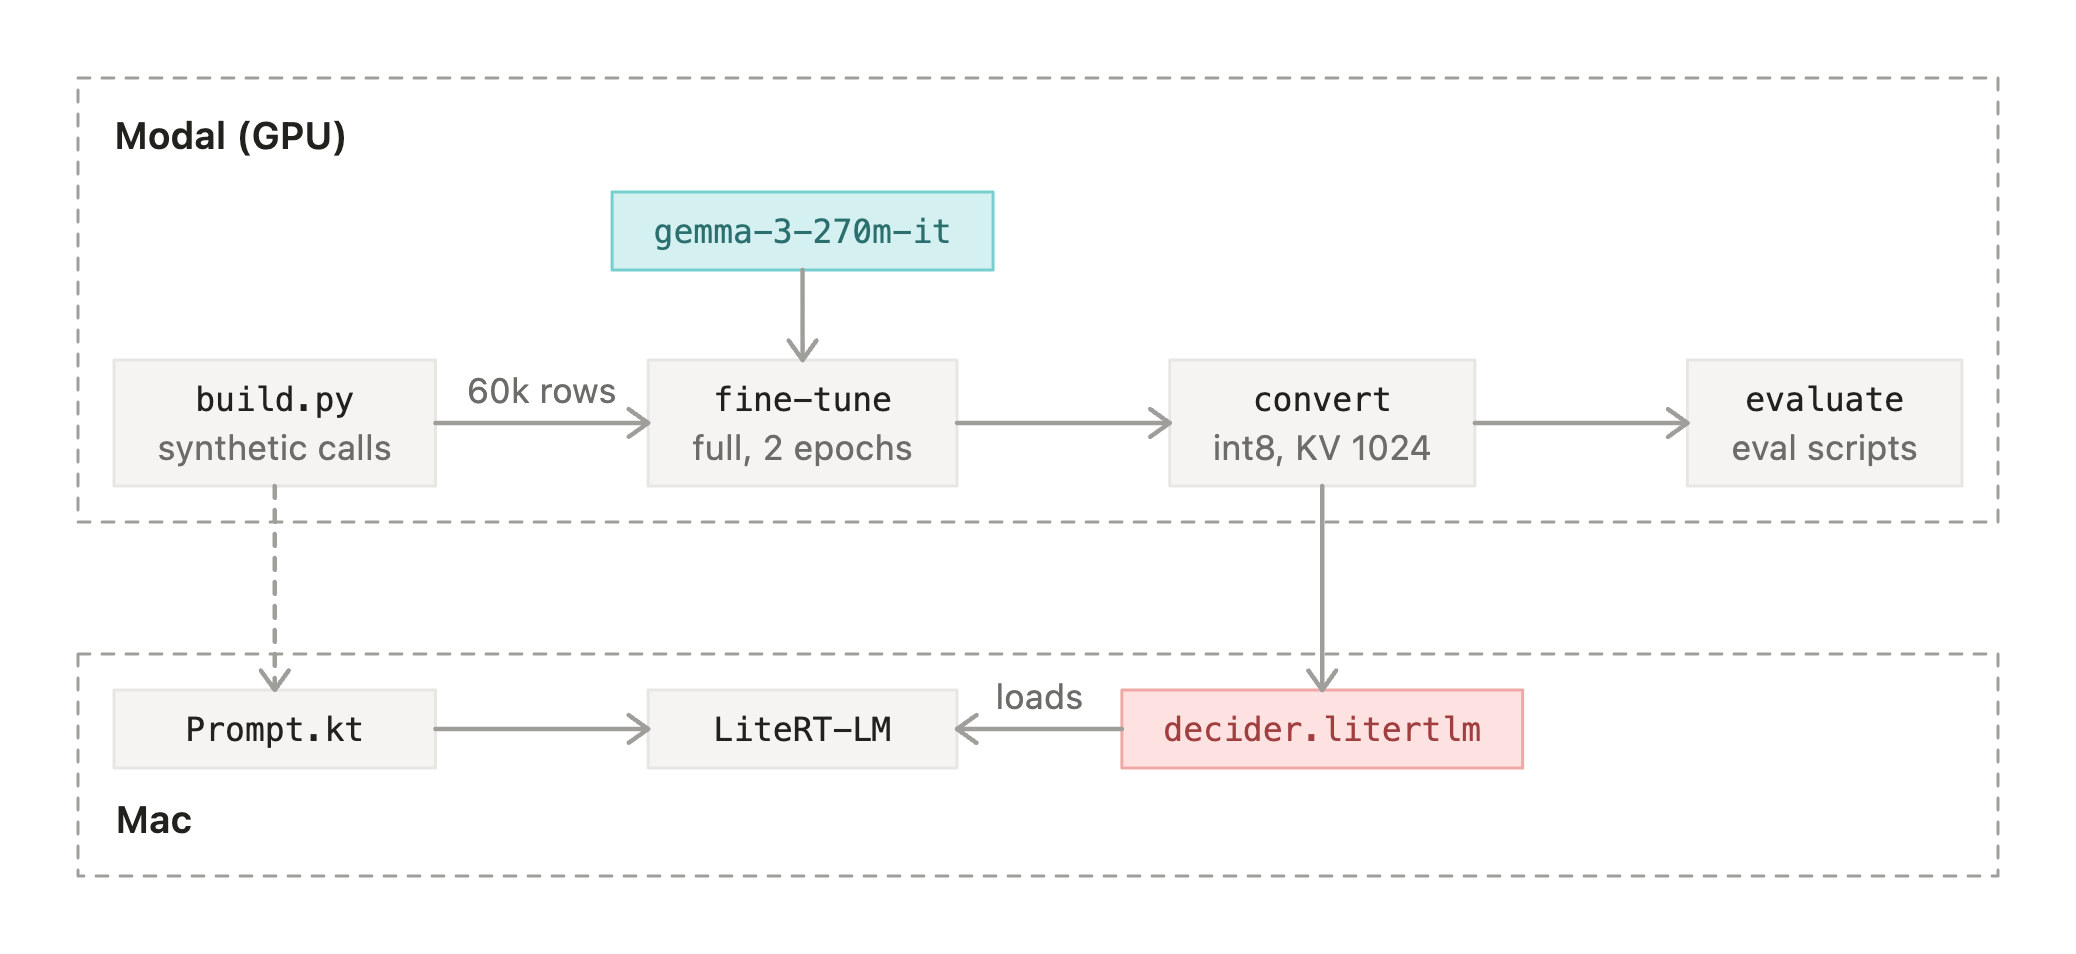 Modal (GPU)
gemma-3-270m-it
build.py
synthetic calls
60k rows
fine-tune
full, 2 epochs
convert
int8, KV 1024
evaluate
eval scripts
Prompt.kt
LiteRT-LM
loads
decider.litertlm
Mac